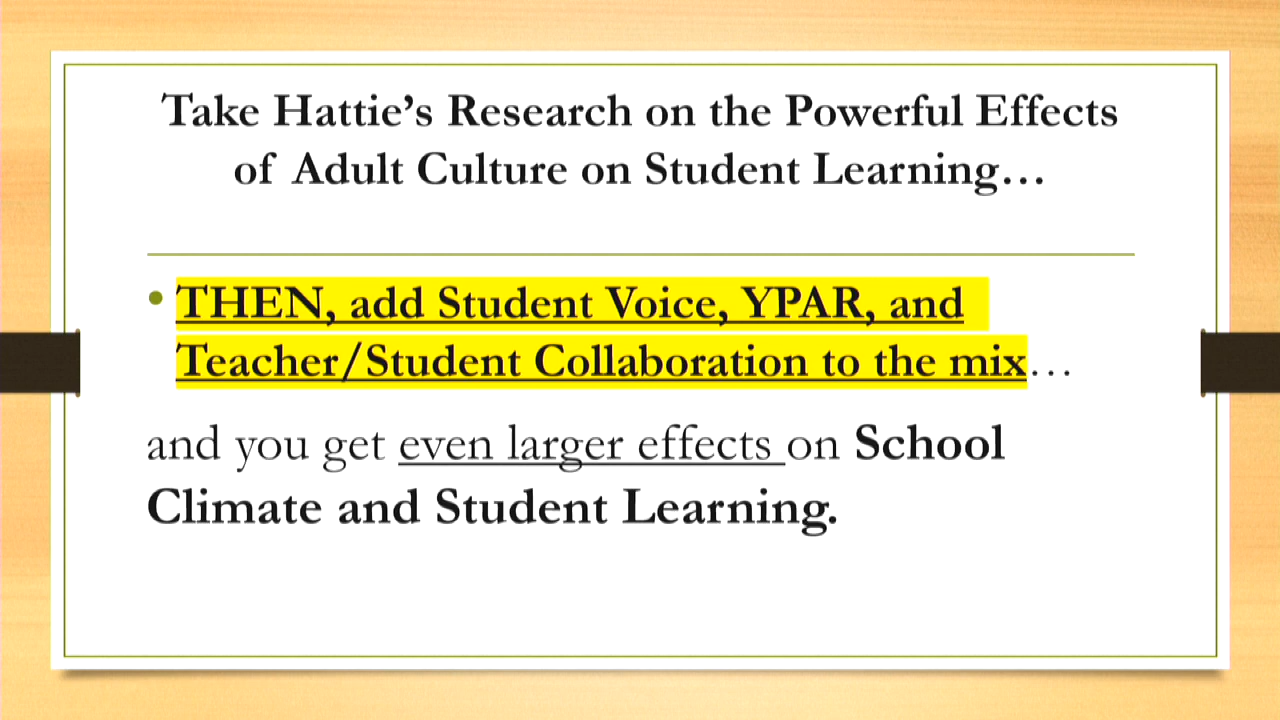 Take Hattie’s Research on the Powerful Effects
of Adult Culture on Student Learning…
• THEN, add Student Voice, YPAR, and
Teacher/Student Collaboration to the mix…
and you get even larger effects on School
Climate and Student Learning.